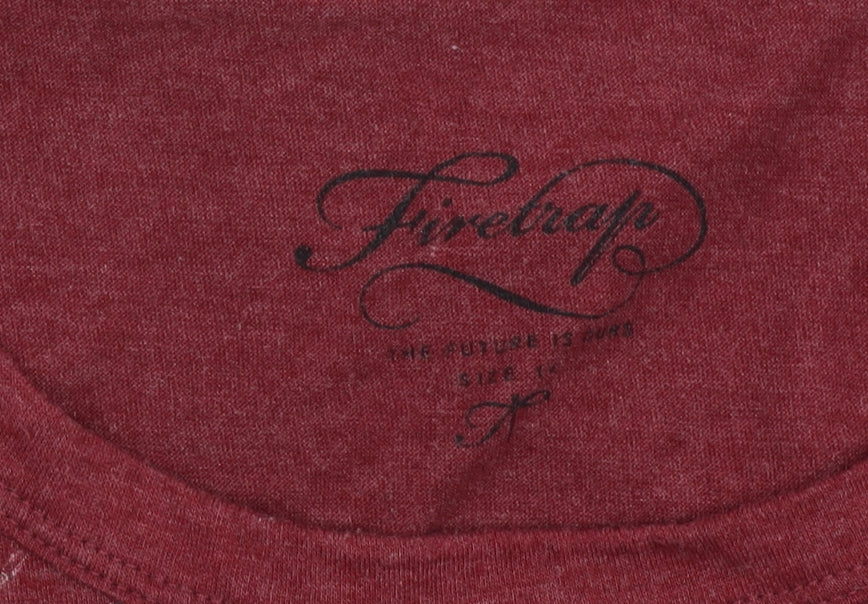 Firetrap
THE FUTURE IS OURS
SIZE